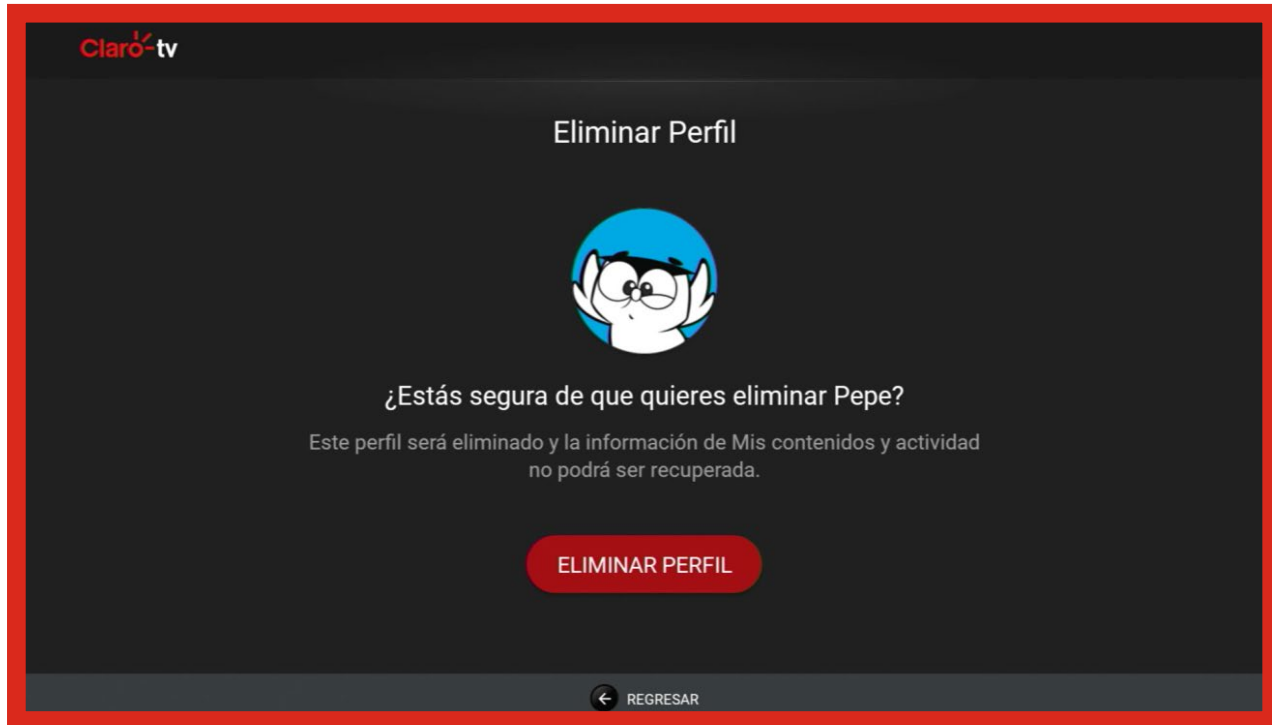 Claro-tv
Eliminar Perfil
¿Estás segura de que quieres eliminar Pepe?
Este perfil será eliminado y la información de Mis contenidos y actividad
no podrá ser recuperada.
ELIMINAR PERFIL
REGRESAR